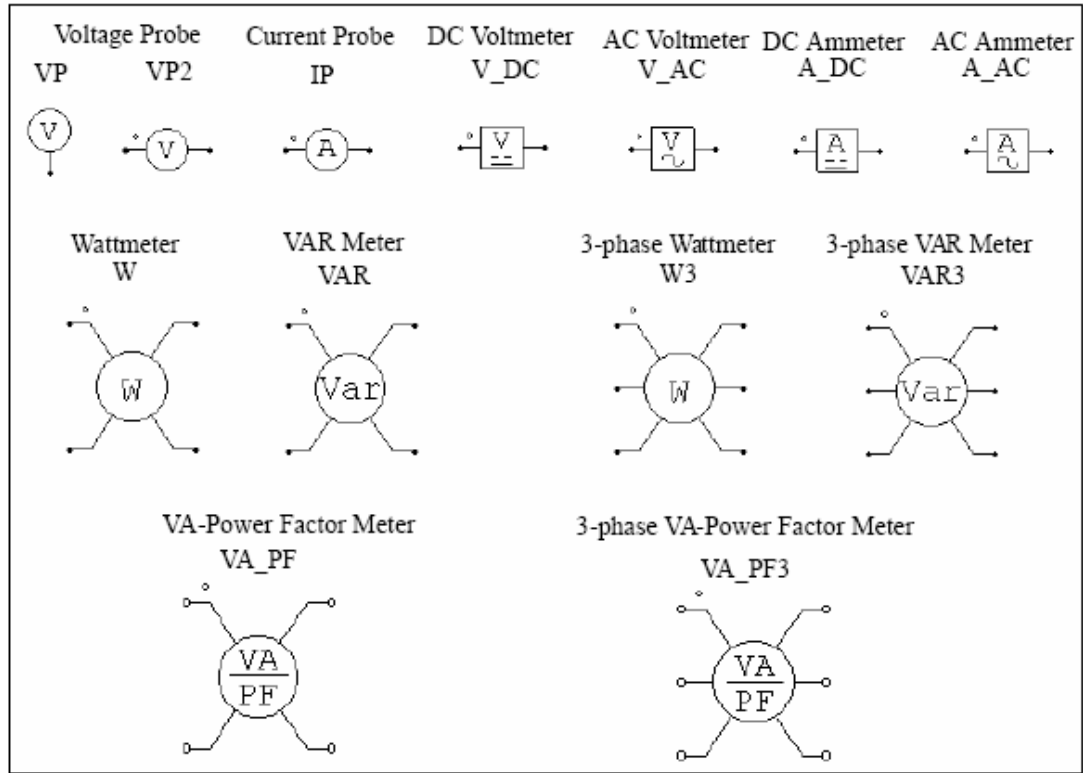 Voltage Probe Current Probe DC Voltmeter AC Voltmeter DC Ammeter AC Ammeter
VP VP2 IP V_DC V_AC A_DC A_AC
V V A V V A A
Wattmeter VAR Meter 3-phase Wattmeter 3-phase VAR Meter
W VAR W3 VAR3
W Var W Var
VA-Power Factor Meter 3-phase VA-Power Factor Meter
VA_PF VA_PF3
VA VA
PF PF